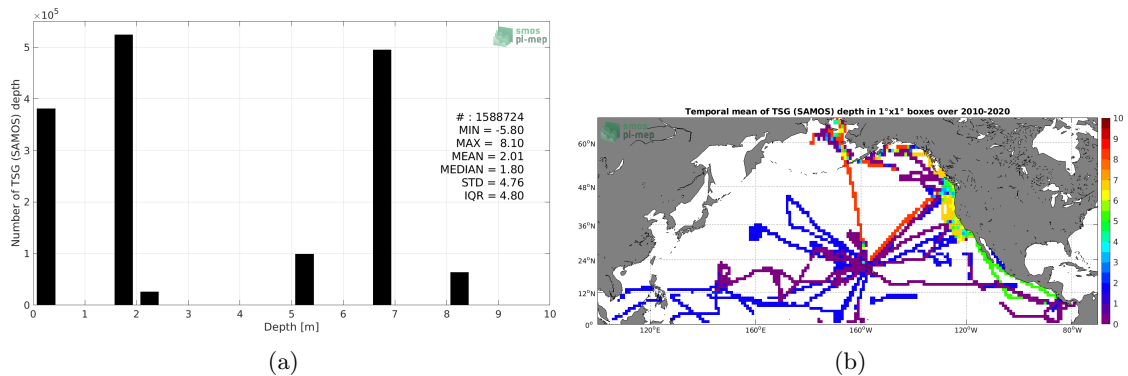 ×10⁵
5
4
3
2
1
0
Number of TSG (SAMOS) depth
smos
pi-mep
# : 1588724
MIN = -5.80
MAX = 8.10
MEAN = 2.01
MEDIAN = 1.80
STD = 4.76
IQR = 4.80
0 1 2 3 4 5 6 7 8 9 10
Depth [m]
(a)
Temporal mean of TSG (SAMOS) depth in 1°x1° boxes over 2010-2020
smos
pi-mep
60°N
48°N
36°N
24°N
12°N
0°
120°E 160°E 160°W 120°W 80°W
10
9
8
7
6
5
4
3
2
1
0
(b)